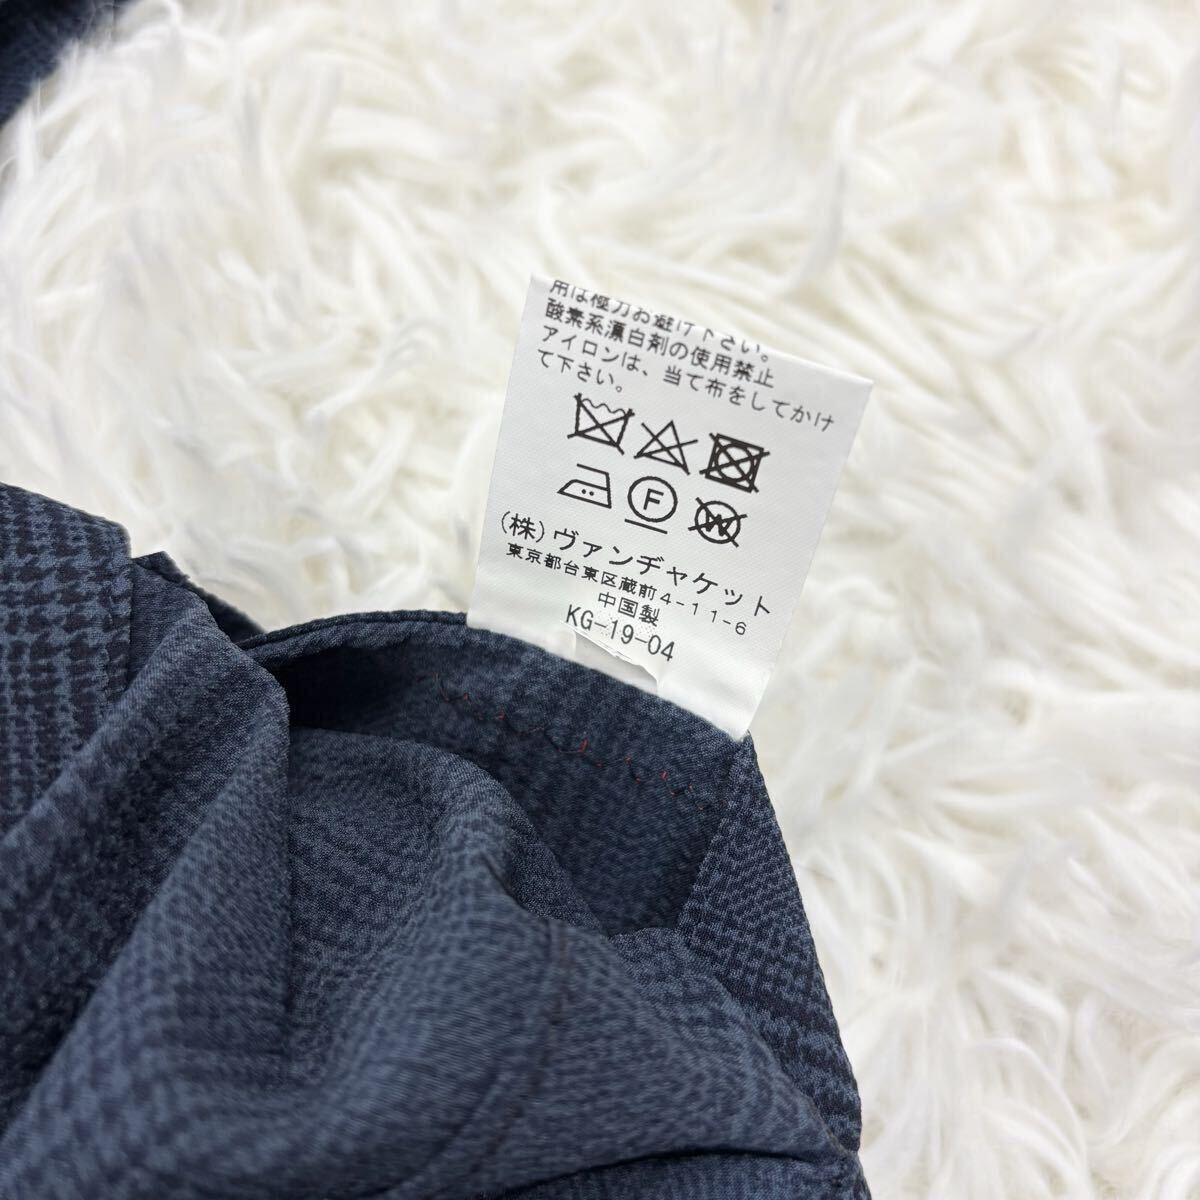 用は極力お避け下さい。
酸素系漂白剤の使用禁止
アイロンは、当て布をしてかけ
て下さい。
F
W
(株)ヴァンヂャケット
東京都台東区蔵前4-11-6
中国製
KG-19-04